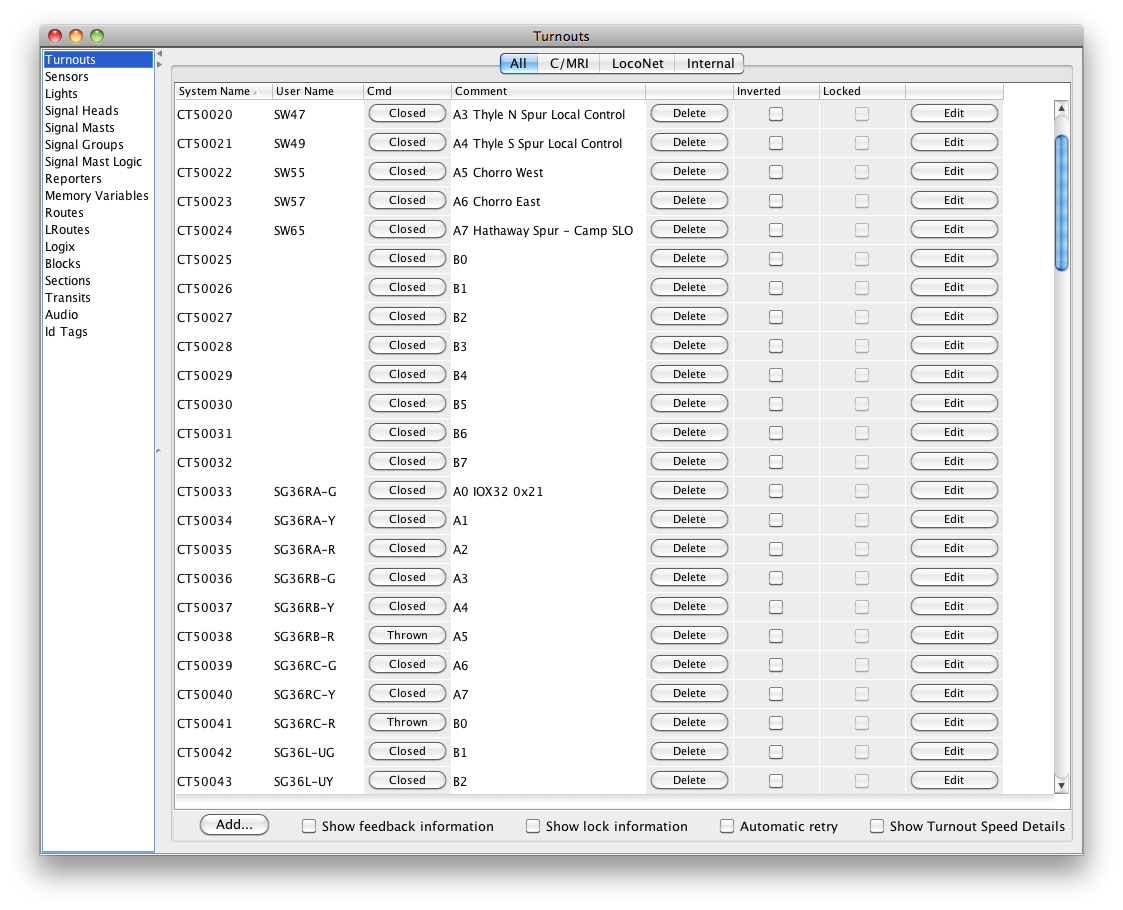 Turnouts
Turnouts
Sensors
Lights
Signal Heads
Signal Masts
Signal Groups
Signal Mast Logic
Reporters
Memory Variables
Routes
LRoutes
Logix
Blocks
Sections
Transits
Audio
Id Tags
All C/MRI LocoNet Internal
System Name User Name Cmd Comment Inverted Locked
CT50020 SW47 Closed A3 Thyle N Spur Local Control Delete Edit
CT50021 SW49 Closed A4 Thyle S Spur Local Control Delete Edit
CT50022 SW55 Closed A5 Chorro West Delete Edit
CT50023 SW57 Closed A6 Chorro East Delete Edit
CT50024 SW65 Closed A7 Hathaway Spur - Camp SLO Delete Edit
CT50025 Closed B0 Delete Edit
CT50026 Closed B1 Delete Edit
CT50027 Closed B2 Delete Edit
CT50028 Closed B3 Delete Edit
CT50029 Closed B4 Delete Edit
CT50030 Closed B5 Delete Edit
CT50031 Closed B6 Delete Edit
CT50032 Closed B7 Delete Edit
CT50033 SG36RA-G Closed A0 IOX32 0x21 Delete Edit
CT50034 SG36RA-Y Closed A1 Delete Edit
CT50035 SG36RA-R Closed A2 Delete Edit
CT50036 SG36RB-G Closed A3 Delete Edit
CT50037 SG36RB-Y Closed A4 Delete Edit
CT50038 SG36RB-R Thrown A5 Delete Edit
CT50039 SG36RC-G Closed A6 Delete Edit
CT50040 SG36RC-Y Closed A7 Delete Edit
CT50041 SG36RC-R Thrown B0 Delete Edit
CT50042 SG36L-UG Closed B1 Delete Edit
CT50043 SG36L-UY Closed B2 Delete Edit
Add... Show feedback information Show lock information Automatic retry Show Turnout Speed Details